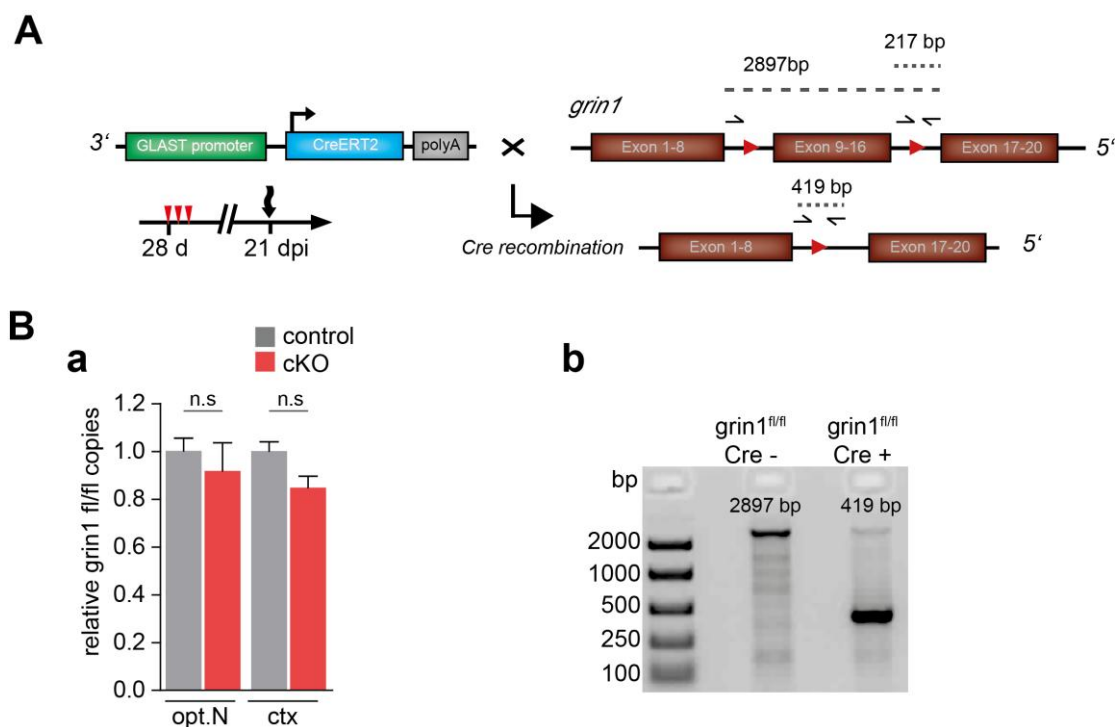 A
217 bp
2897bp
grin1
3‘
GLAST promoter
CreERT2
polyA
Exon 1-8
Exon 9-16
Exon 17-20
5‘
419 bp
28 d
21 dpi
Cre recombination
Exon 1-8
Exon 17-20
5‘
B
a
control
cKO
n.s
n.s
relative grin1 fl/fl copies
1.2
1.0
0.8
0.6
0.4
0.2
0.0
opt.N
ctx
b
grin1fl/fl
Cre -
grin1fl/fl
Cre +
bp
2897 bp
419 bp
2000
1000
500
250
100